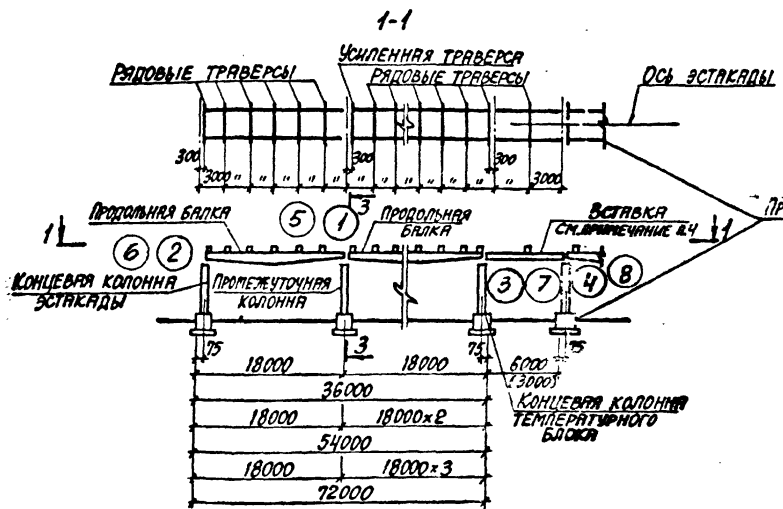 1-1
УСИЛЕННАЯ ТРАВЕРСА
РЯДОВЫЕ ТРАВЕРСЫ
РЯДОВЫЕ ТРАВЕРСЫ
ОСЬ ЭСТАКАДЫ
300
300
300
3000 " " " " " " " " " " " " 3000
3
5
1
ПРОДОЛЬНАЯ БАЛКА
ПРОДОЛЬНАЯ
БАЛКА
ВСТАВКА
СМ. ПРИМЕЧАНИЕ П.4
ПР
1
1
6
2
3
7
4
8
КОНЦЕВАЯ КОЛОННА
ЭСТАКАДЫ
ПРОМЕЖУТОЧНАЯ
КОЛОННА
75
3
75
75
18000
18000
6000
(3000)
36000
КОНЦЕВАЯ КОЛОННА
ТЕМПЕРАТУРНОГО
БЛОКА
18000
18000×2
54000
18000
18000×3
72000